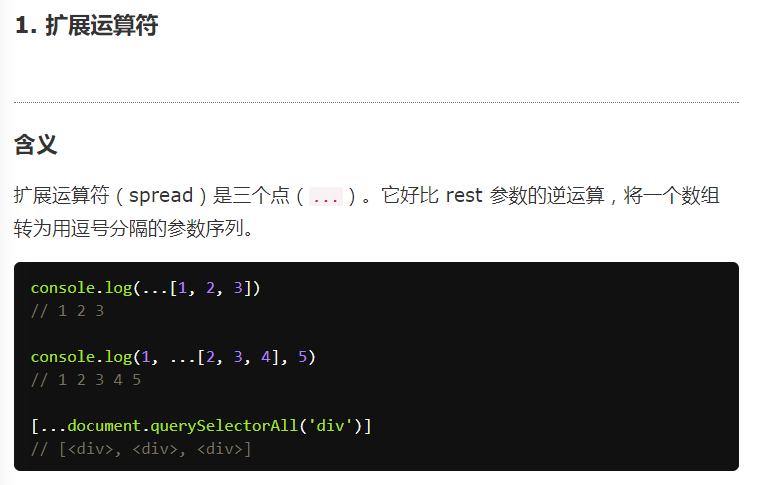 1. 扩展运算符
含义
扩展运算符（spread）是三个点（...）。它好比 rest 参数的逆运算，将一个数组
转为用逗号分隔的参数序列。
console.log(...[1, 2, 3])
// 1 2 3
console.log(1, ...[2, 3, 4], 5)
// 1 2 3 4 5
[...document.querySelectorAll('div')]
// [<div>, <div>, <div>]